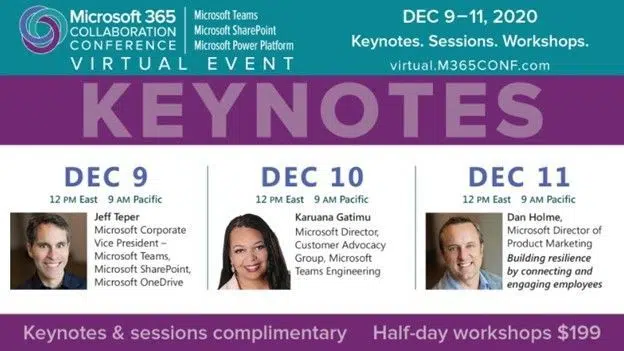 Microsoft 365
COLLABORATION
CONFERENCE
Microsoft Teams
Microsoft SharePoint
Microsoft Power Platform
VIRTUAL EVENT
DEC 9–11, 2020
Keynotes. Sessions. Workshops.
virtual.M365CONF.com
KEYNOTES
DEC 9
12 PM East 9 AM Pacific
Jeff Teper
Microsoft Corporate
Vice President –
Microsoft Teams,
Microsoft SharePoint,
Microsoft OneDrive
DEC 10
12 PM East 9 AM Pacific
Karuana Gatimu
Microsoft Director,
Customer Advocacy
Group, Microsoft
Teams Engineering
DEC 11
12 PM East 9 AM Pacific
Dan Holme,
Microsoft Director of
Product Marketing
Building resilience
by connecting and
engaging employees
Keynotes & sessions complimentary Half-day workshops $199